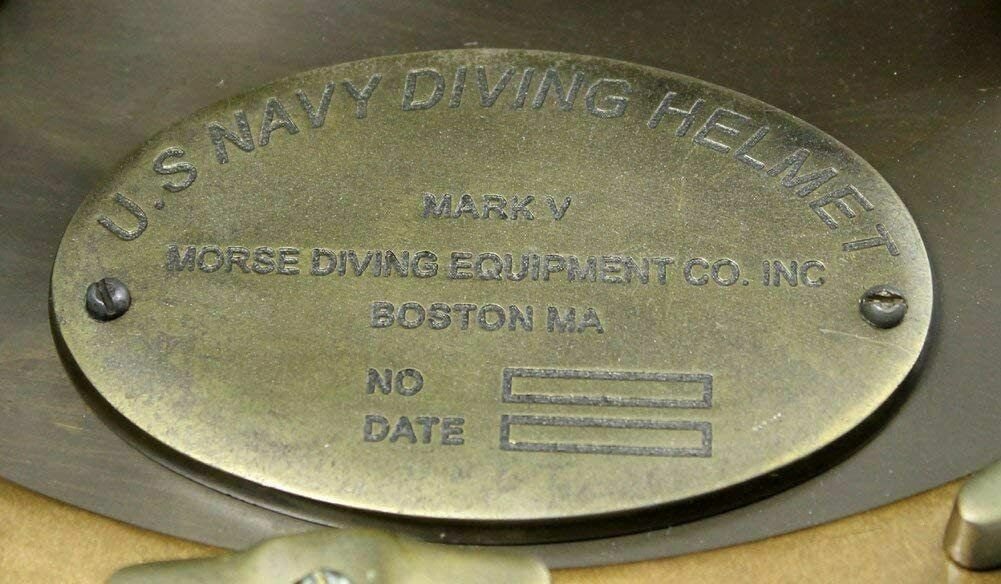 U.S NAVY DIVING HELMET
MARK V
MORSE DIVING EQUIPMENT CO. INC
BOSTON MA
NO
DATE